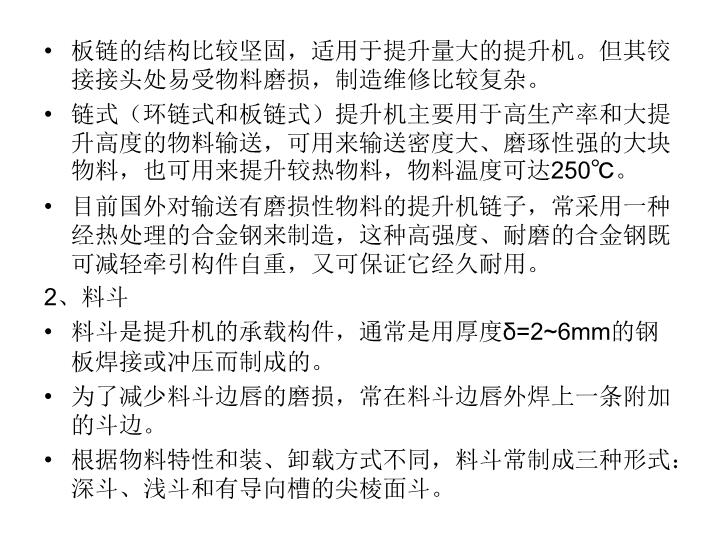 • 板链的结构比较坚固，适用于提升量大的提升机。但其铰
接接头处易受物料磨损，制造维修比较复杂。
• 链式（环链式和板链式）提升机主要用于高生产率和大提
升高度的物料输送，可用来输送密度大、磨琢性强的大块
物料，也可用来提升较热物料，物料温度可达250℃。
• 目前国外对输送有磨损性物料的提升机链子，常采用一种
经热处理的合金钢来制造，这种高强度、耐磨的合金钢既
可减轻牵引构件自重，又可保证它经久耐用。
2、料斗
• 料斗是提升机的承载构件，通常是用厚度δ=2~6mm的钢
板焊接或冲压而制成的。
• 为了减少料斗边唇的磨损，常在料斗边唇外焊上一条附加
的斗边。
• 根据物料特性和装、卸载方式不同，料斗常制成三种形式：
深斗、浅斗和有导向槽的尖棱面斗。